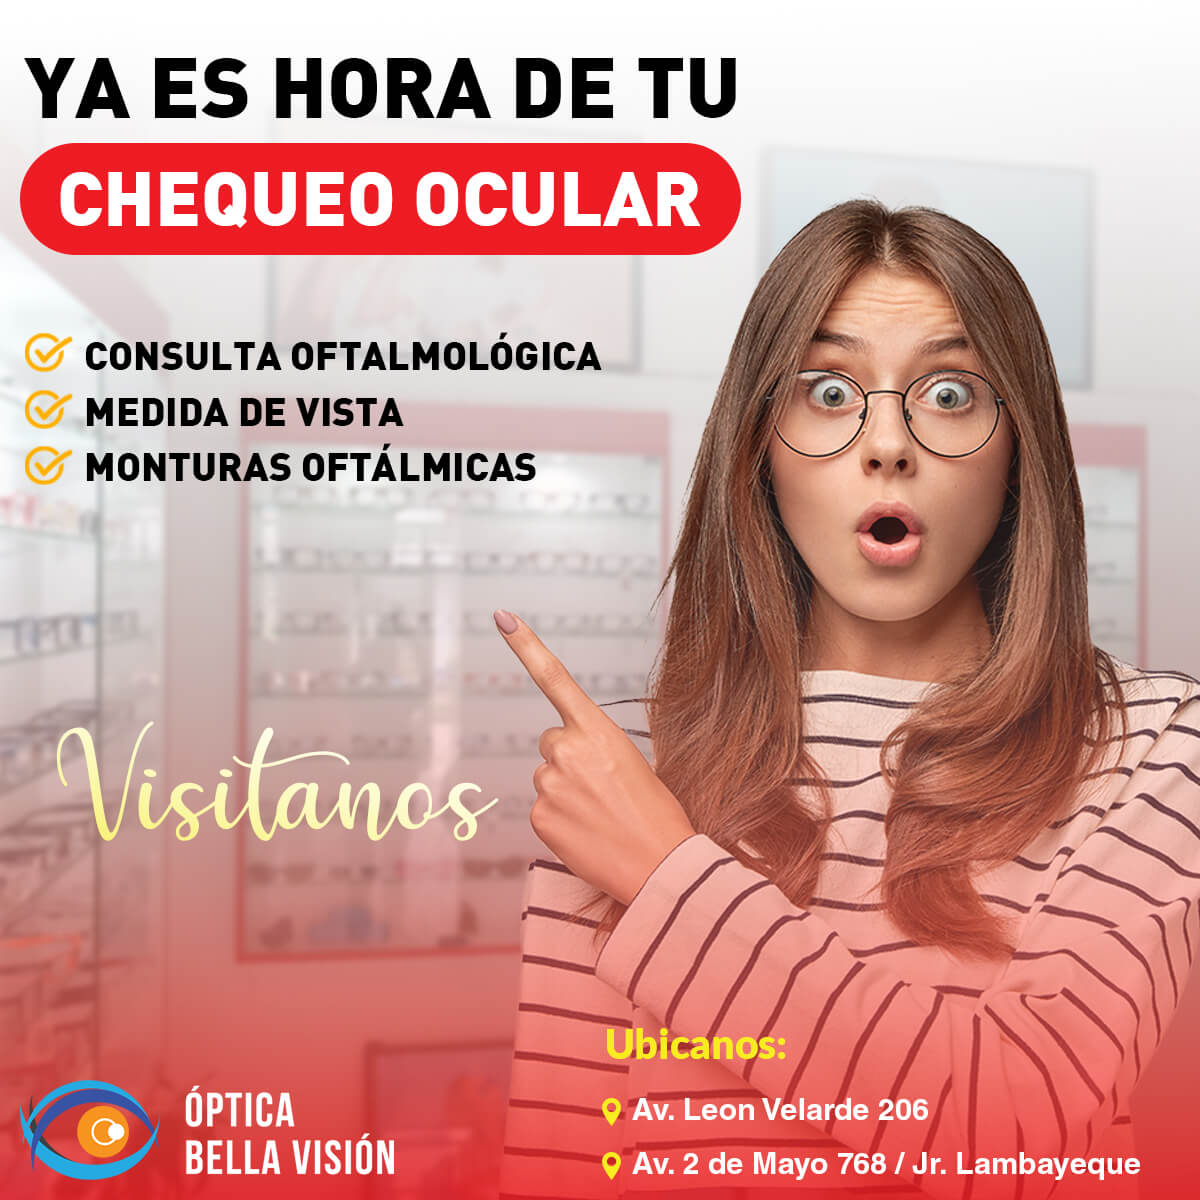 YA ES HORA DE TU
CHEQUEO OCULAR
CONSULTA OFTALMOLÓGICA
MEDIDA DE VISTA
MONTURAS OFTÁLMICAS
Visitanos
Ubicanos:
Av. Leon Velarde 206
Av. 2 de Mayo 768 / Jr. Lambayeque
ÓPTICA
BELLA VISIÓN